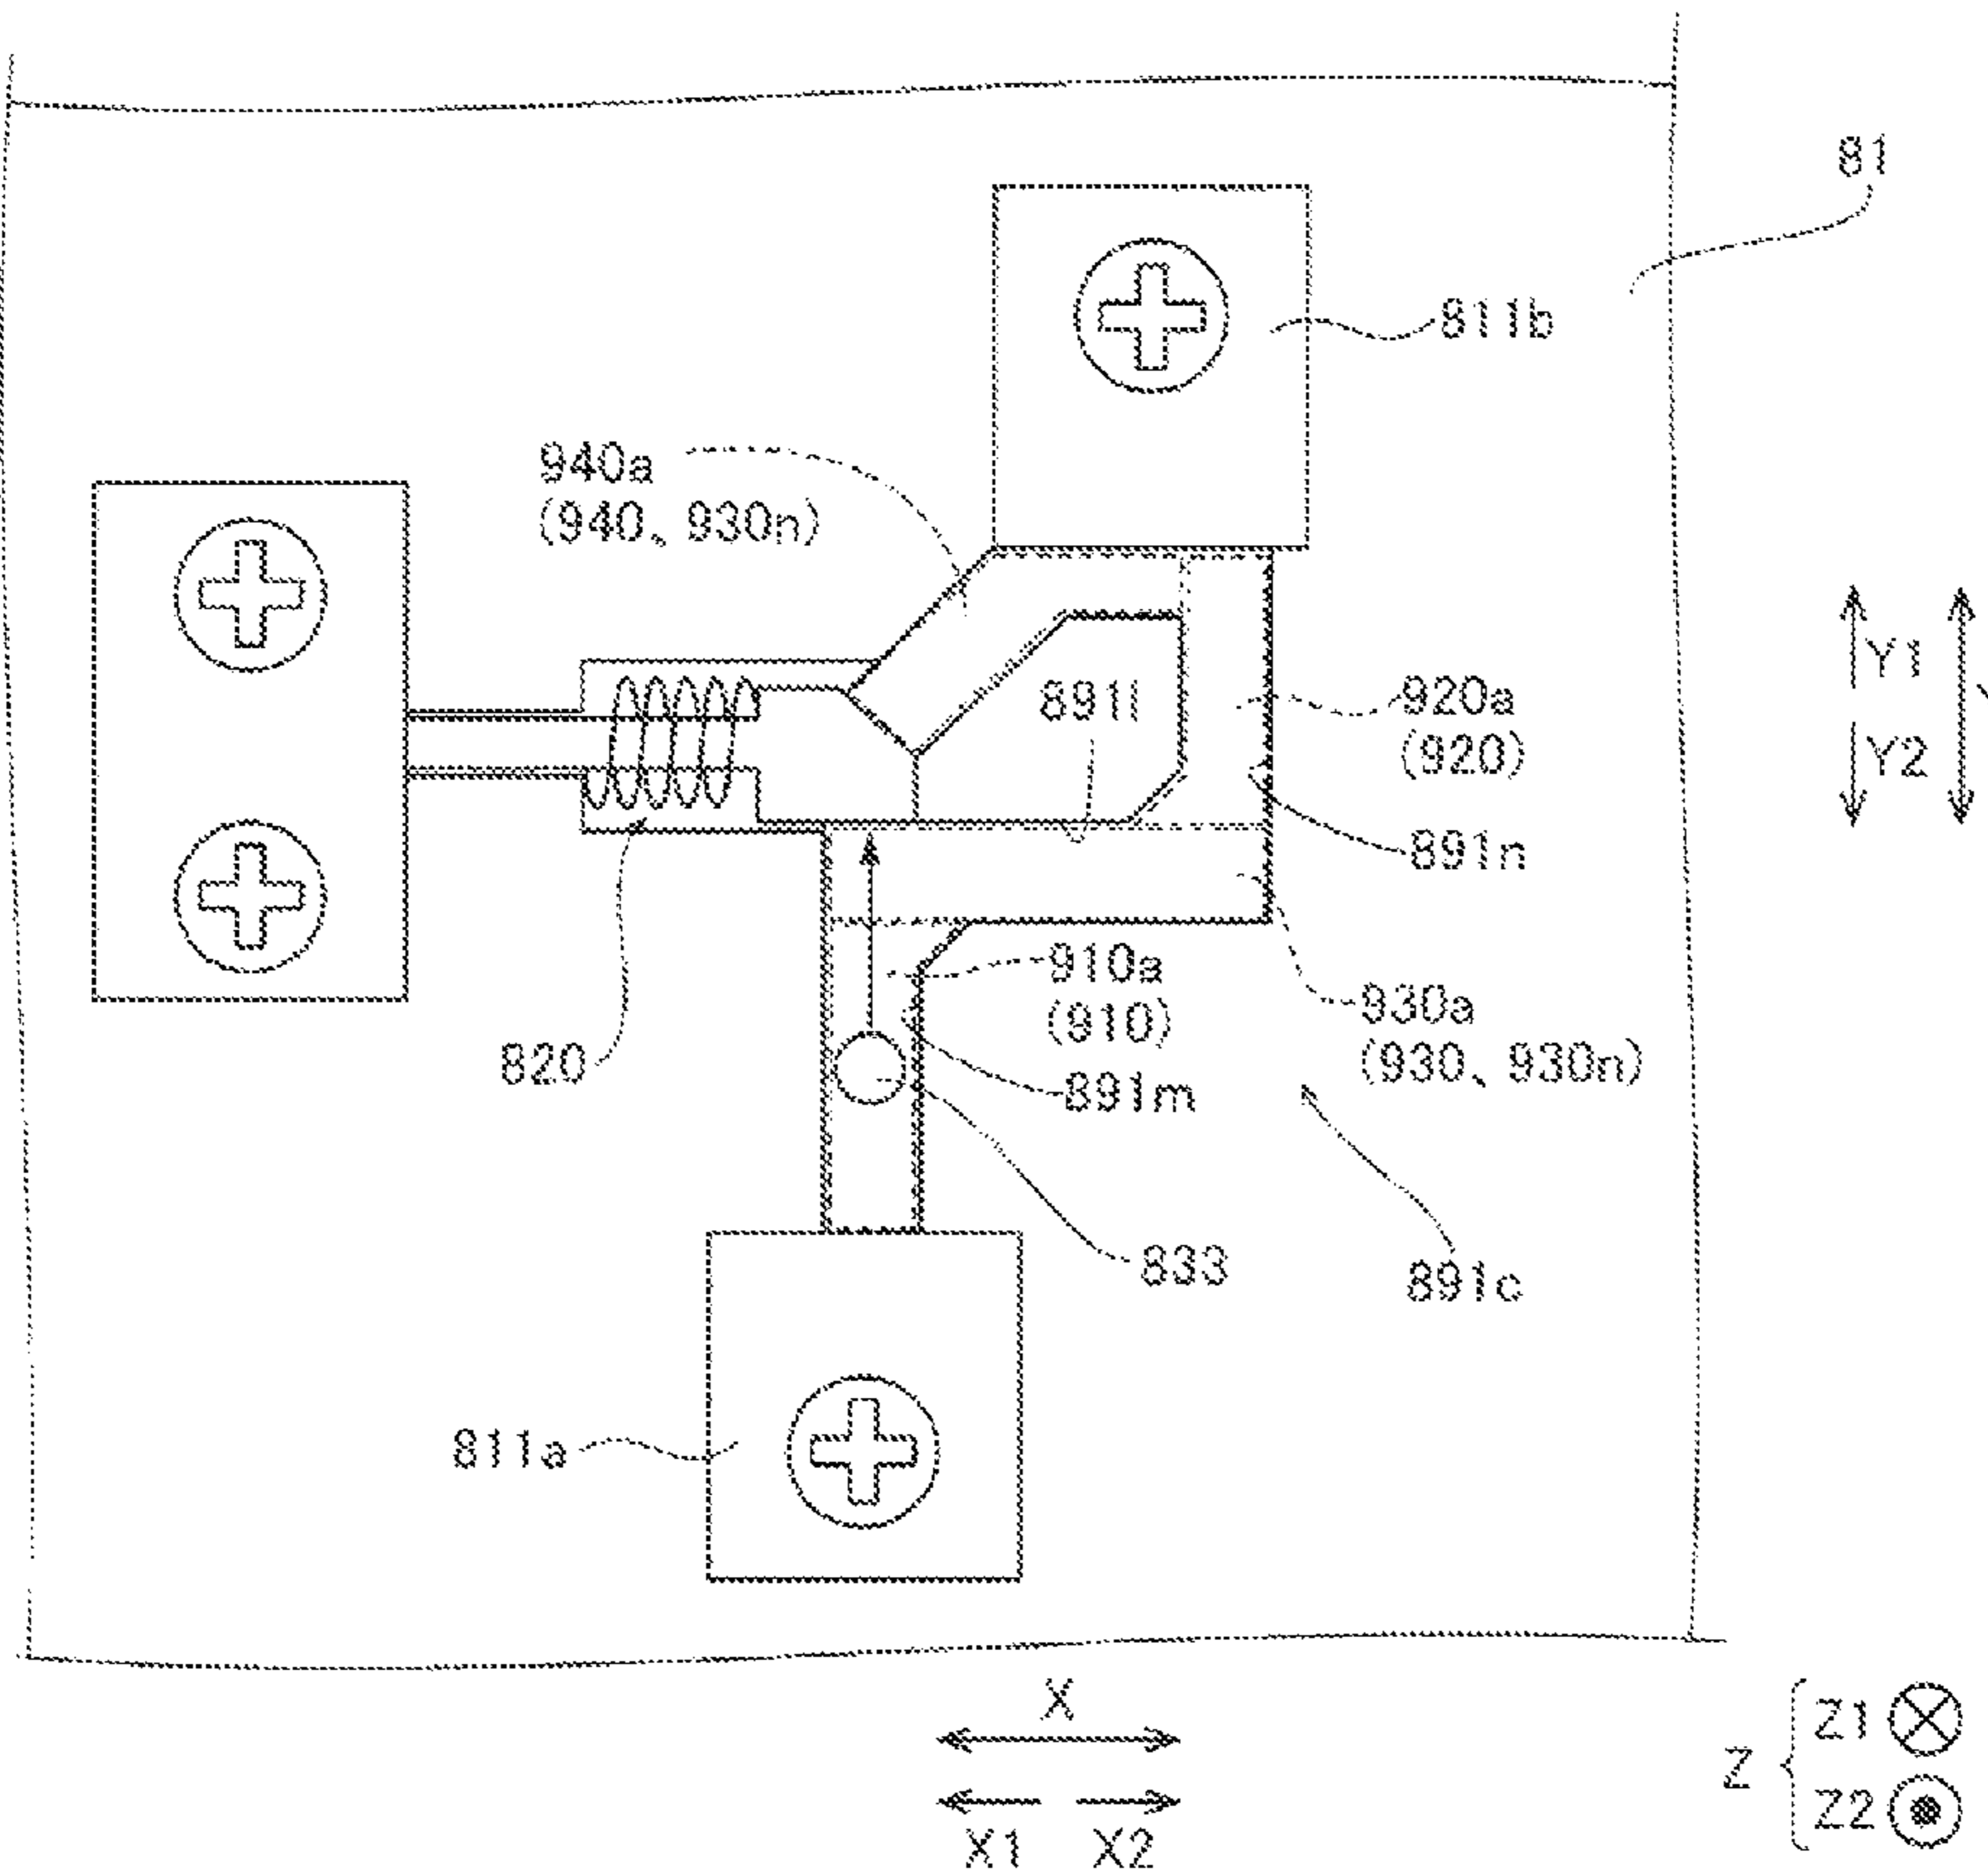 81
811b
940a
(940、930n)
Y1
891l
920a
(920)
Y2
891n
910a
(910)
930a
(930、930n)
820
891m
833
891c
811a
X
X1
X2
Z
Z1
Z2